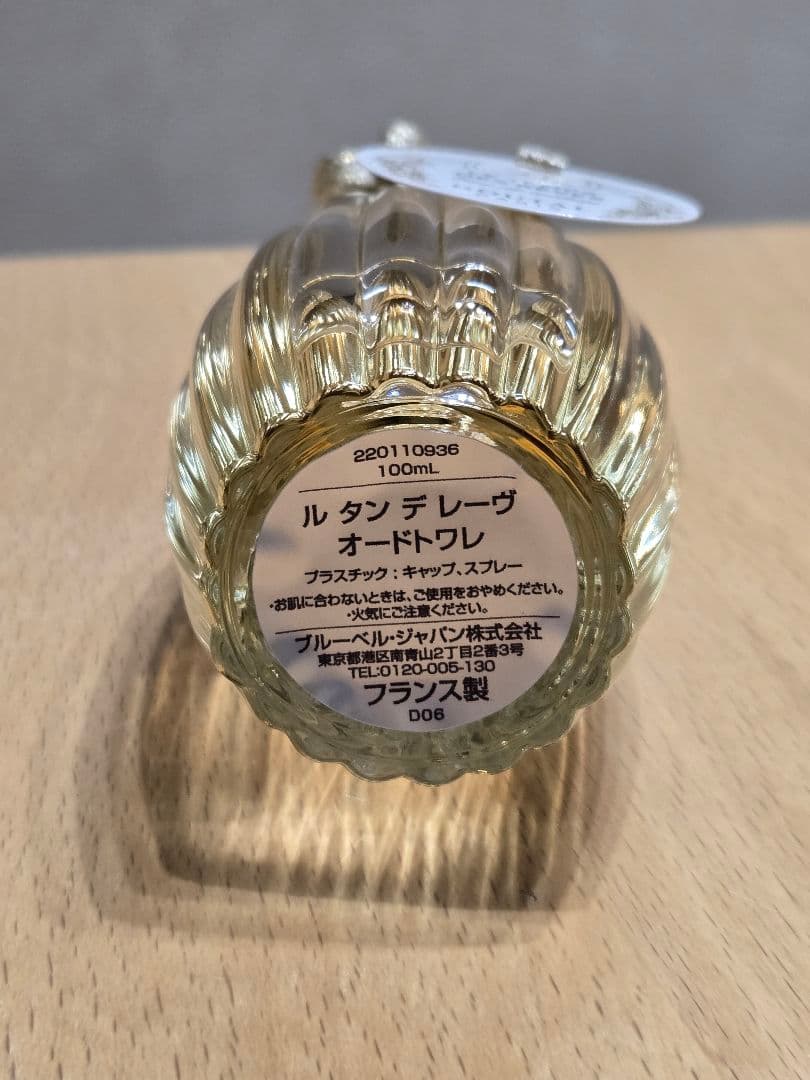 220110936
100mL
ル タン デ レーヴ
オードトワレ
プラスチック：キャップ、スプレー
・お肌に合わないときは、ご使用をおやめください。
・火気にご注意ください。
ブルーベル・ジャパン株式会社
東京都港区南青山2丁目2番3号
TEL:0120-005-130
フランス製
D06